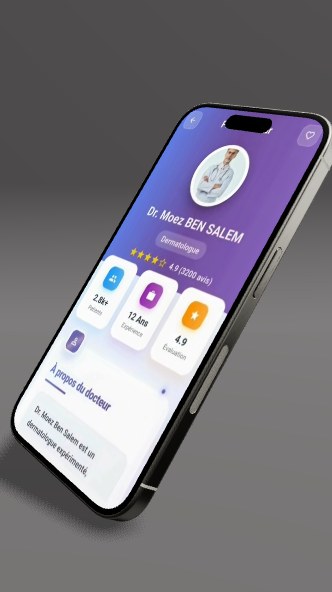 Dr. Moez BEN SALEM
Dermatologue
4.9 (3200 avis)
2.8k+
Patients
12 Ans
Expérience
4.9
Évaluation
À propos du docteur
Dr. Moez Ben Salem est un
dermatologue expérimenté,